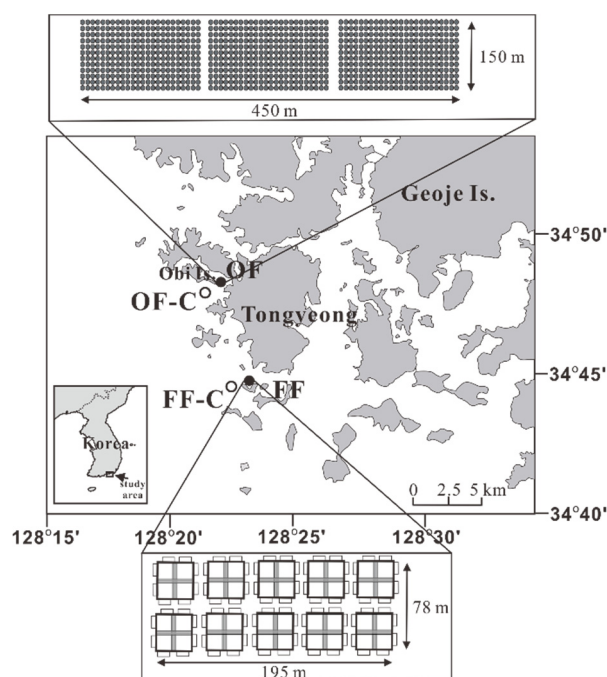 150 m
450 m
Geoje Is.
34°50'
Obi Is.
OF
OF-C
Tongyeong
34°45'
FF-C
FF
Korea
study
area
0 2.5 5 km
34°40'
128°15' 128°20' 128°25' 128°30'
78 m
195 m